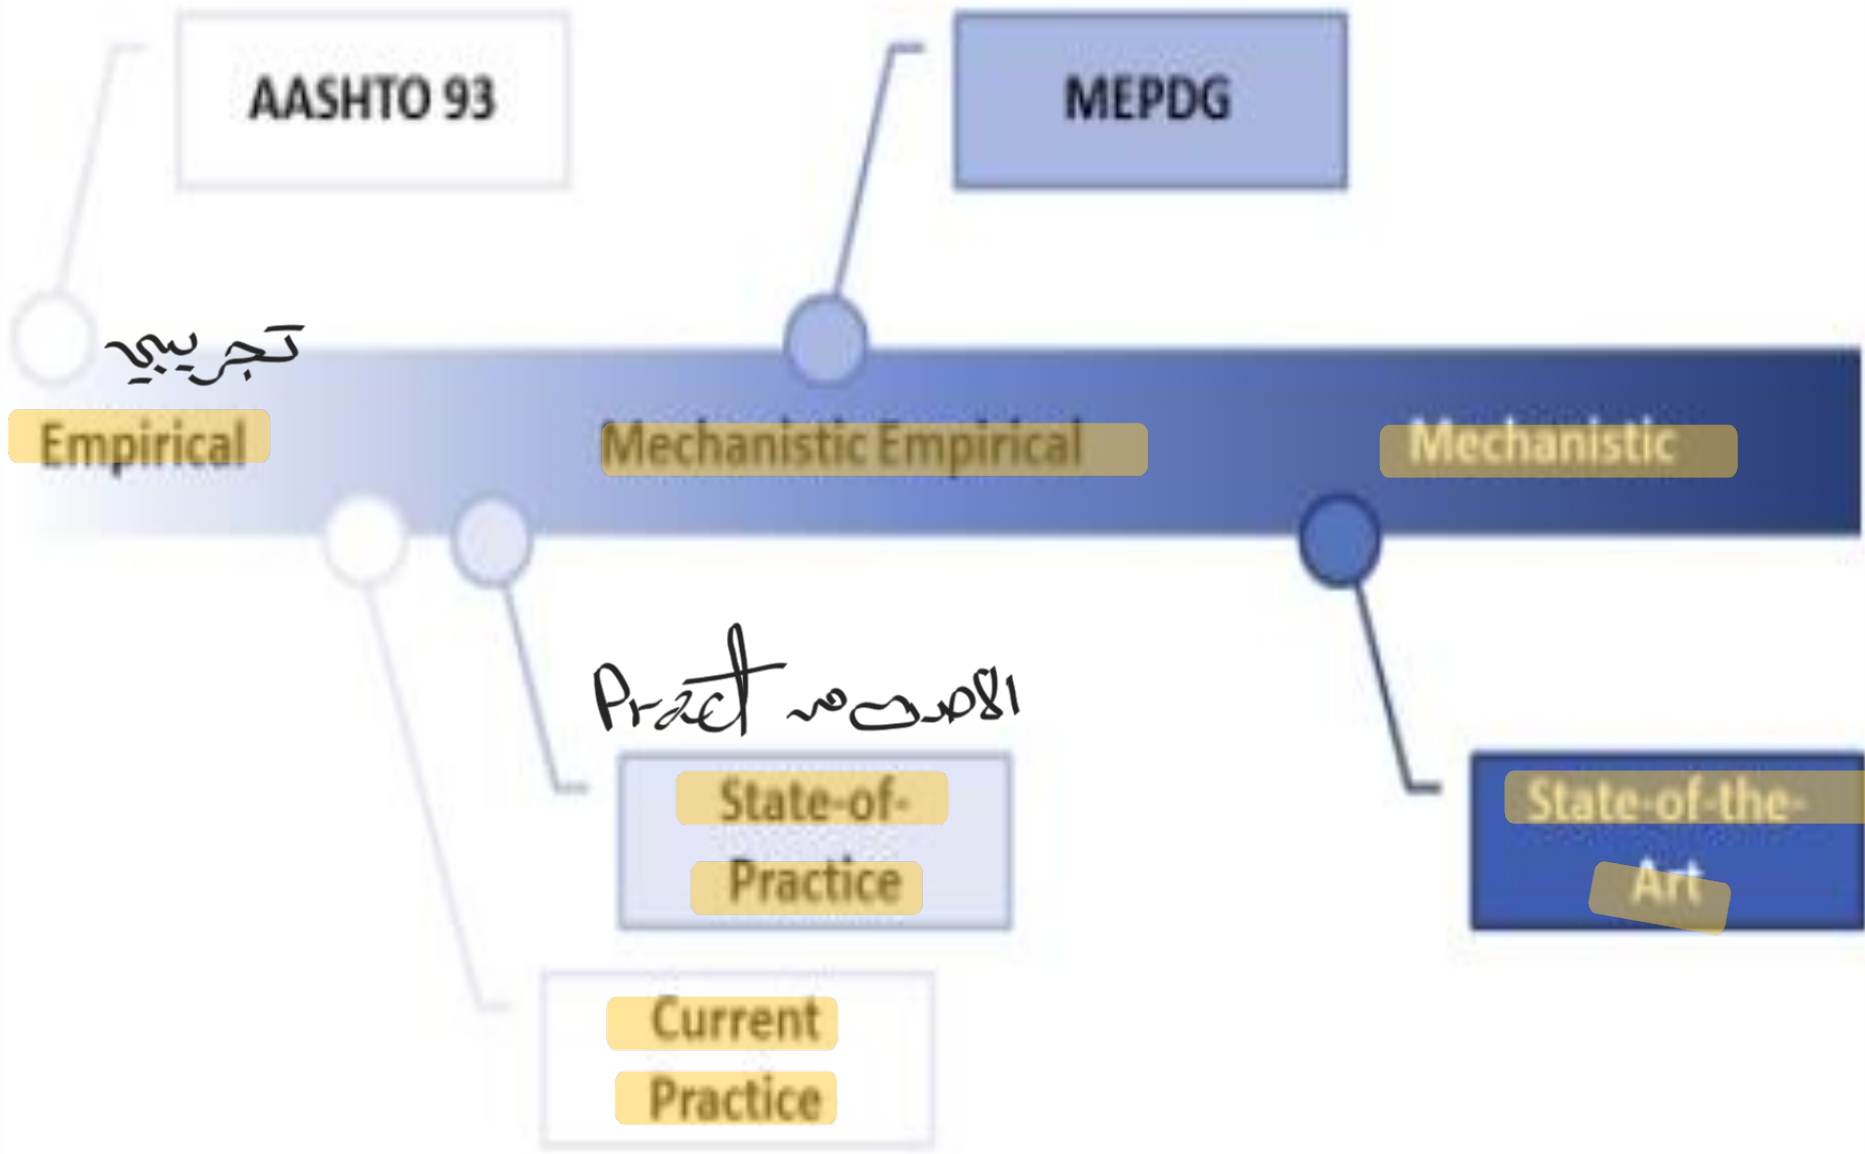 AASHTO 93
MEPDG
تجريبي
Empirical
Mechanistic Empirical
Mechanistic
Pract
State-of-
Practice
State-of-the-
Art
Current
Practice